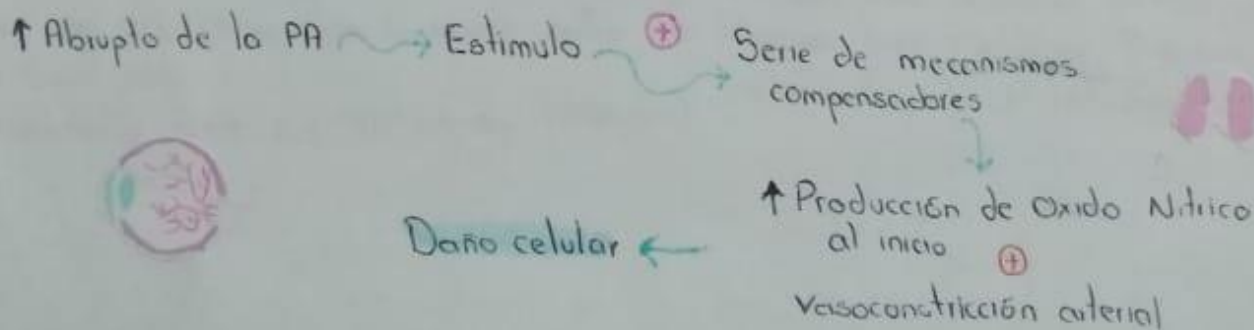 ↑ Abrupto de la PA → Estimulo ⊕ Serie de mecanismos
compensadores
↑ Producción de Oxido Nitrico
al inicio ⊕
Vasoconstricción arterial
Daño celular ←